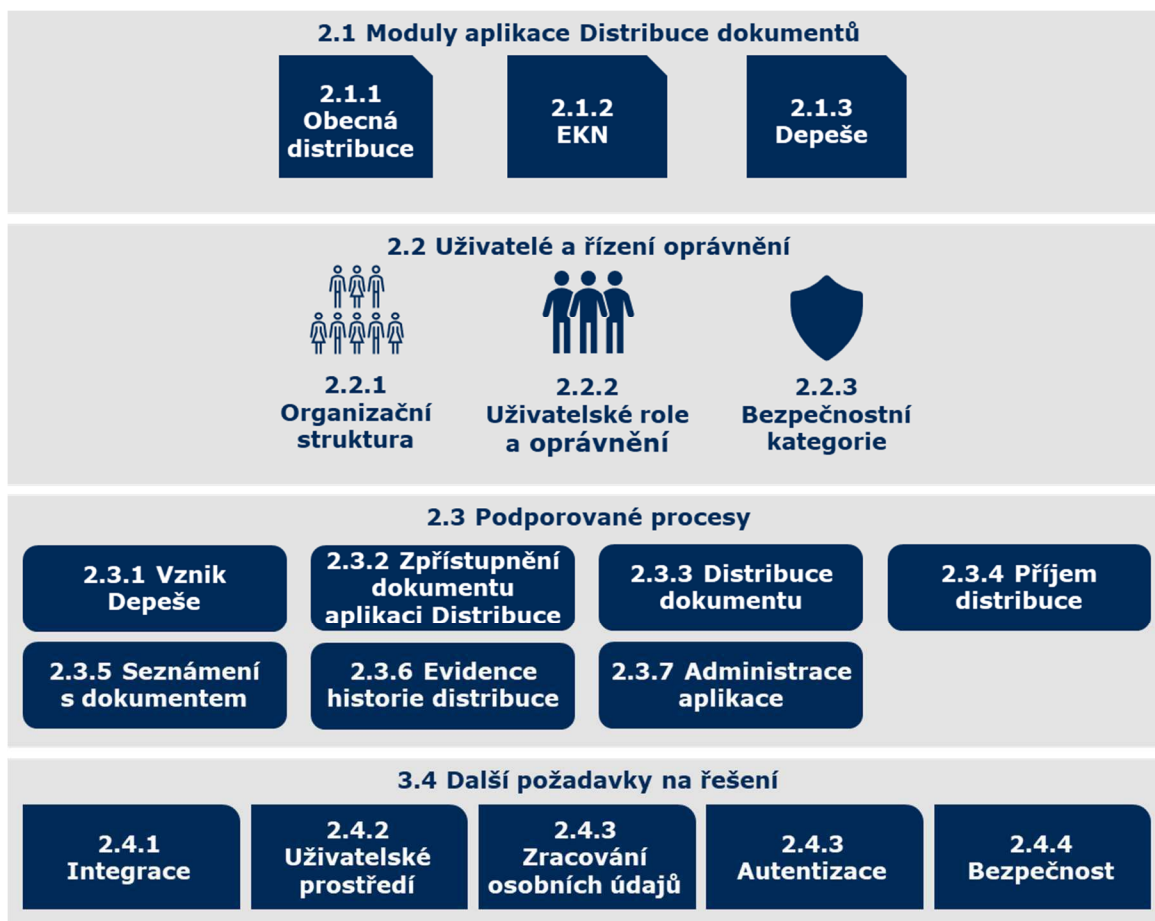 2.1 Moduly aplikace Distribuce dokumentů
2.1.1
Obecná
distribuce
2.1.2
EKN
2.1.3
Depeše
2.2 Uživatelé a řízení oprávnění
2.2.1
Organizační
struktura
2.2.2
Uživatelské role
a oprávnění
2.2.3
Bezpečnostní
kategorie
2.3 Podporované procesy
2.3.1 Vznik
Depeše
2.3.2 Zpřístupnění
dokumentu
aplikaci Distribuce
2.3.3 Distribuce
dokumentu
2.3.4 Příjem
distribuce
2.3.5 Seznámení
s dokumentem
2.3.6 Evidence
historie distribuce
2.3.7 Administrace
aplikace
3.4 Další požadavky na řešení
2.4.1
Integrace
2.4.2
Uživatelské
prostředí
2.4.3
Zracování
osobních údajů
2.4.3
Autentizace
2.4.4
Bezpečnost